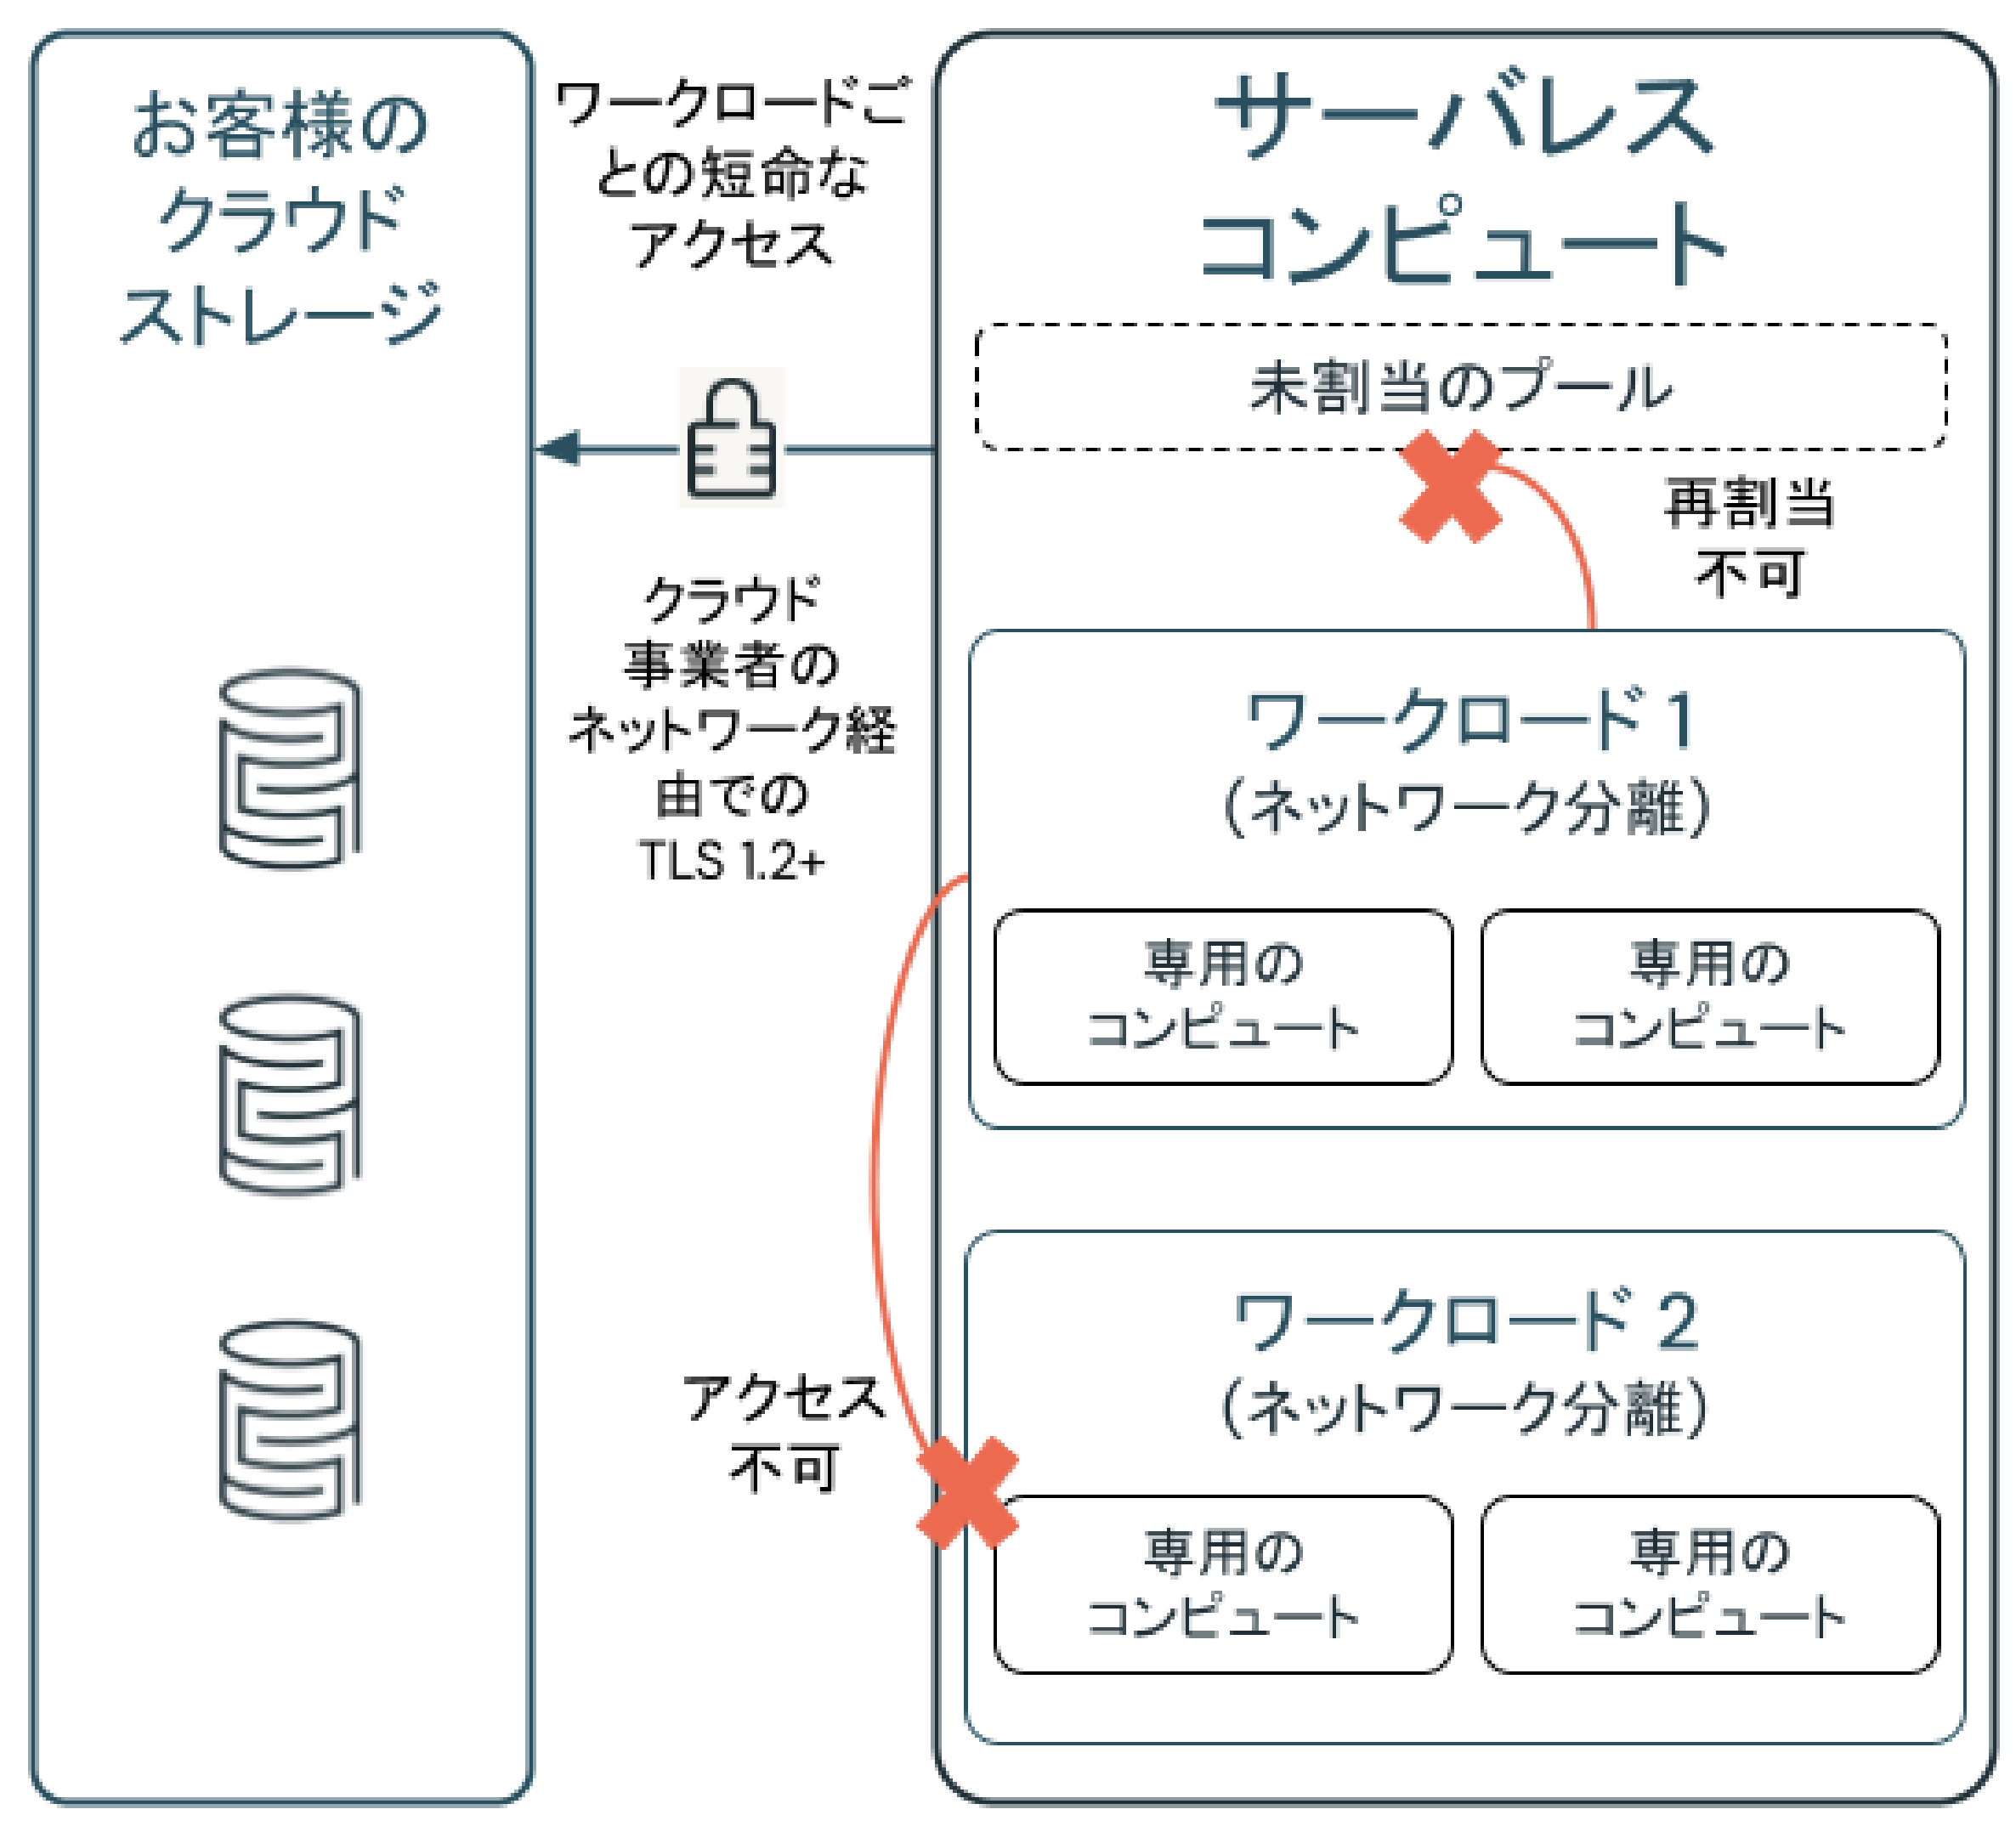 お客様の
クラウド
ストレージ
ワークロードご
との短命な
アクセス
クラウド
事業者の
ネットワーク経
由での
TLS 1.2+
アクセス
不可
サーバレス
コンピュート
未割当のプール
再割当
不可
ワークロード 1
(ネットワーク分離)
専用の
コンピュート
専用の
コンピュート
ワークロード 2
(ネットワーク分離)
専用の
コンピュート
専用の
コンピュート